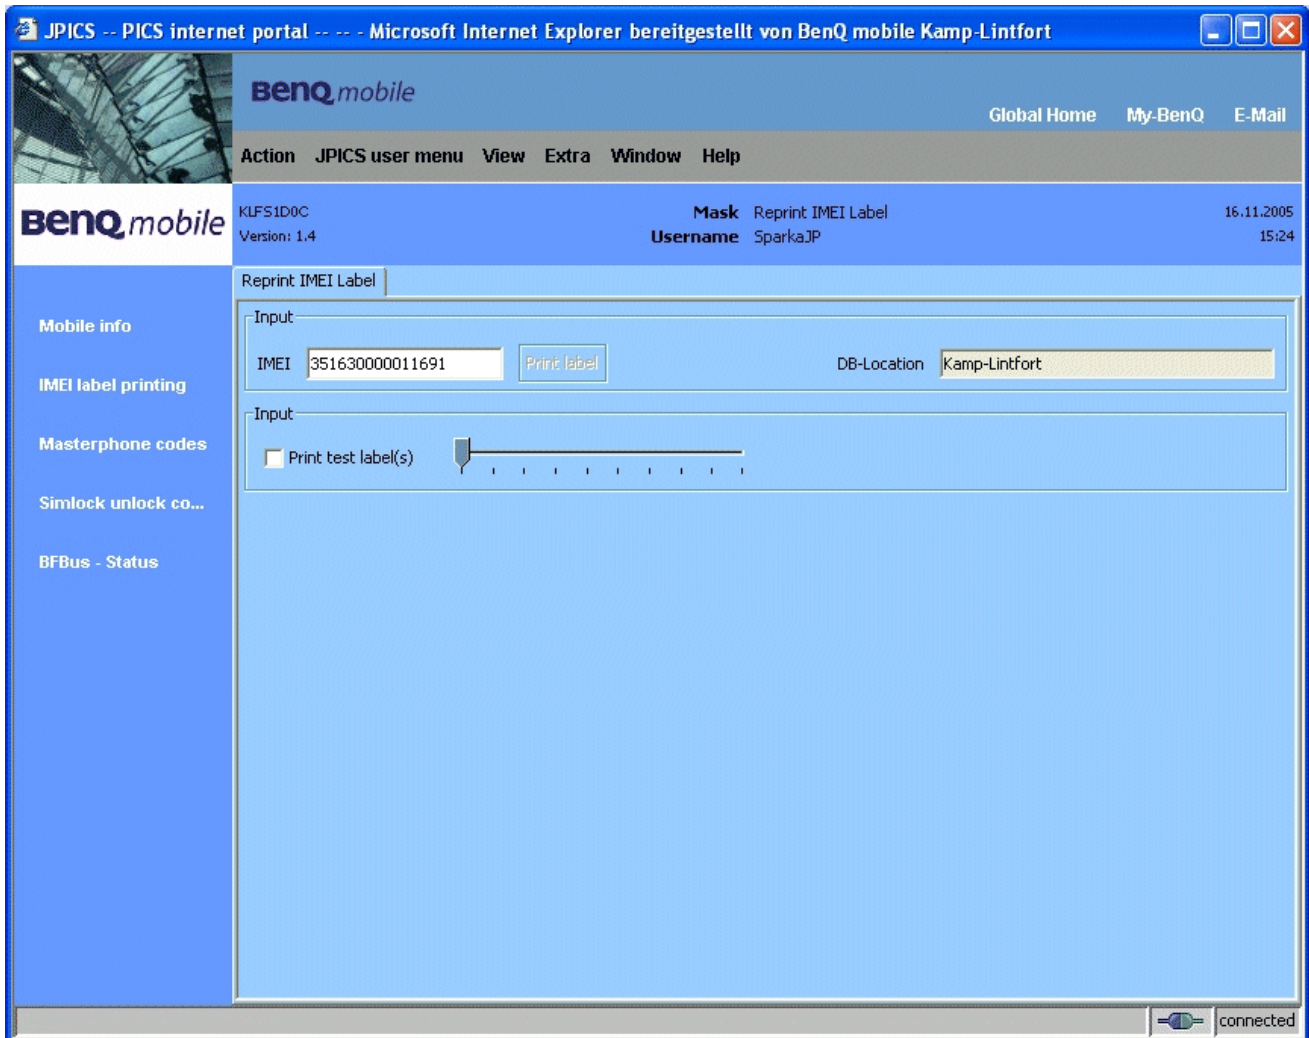 JPICS -- PICS internet portal -- -- - Microsoft Internet Explorer bereitgestellt von BenQ mobile Kamp-Lintfort
BenQ mobile
Global Home My-BenQ E-Mail
Action JPICS user menu View Extra Window Help
BenQ mobile
KLFS1D0C Mask Reprint IMEI Label 16.11.2005
Version: 1.4 Username SparkaJP 15:24
Reprint IMEI Label
Mobile info
IMEI label printing
Masterphone codes
Simlock unlock co...
BFBus - Status
Input
IMEI 351630000011691 Print label DB-Location Kamp-Lintfort
Input
Print test label(s)
connected